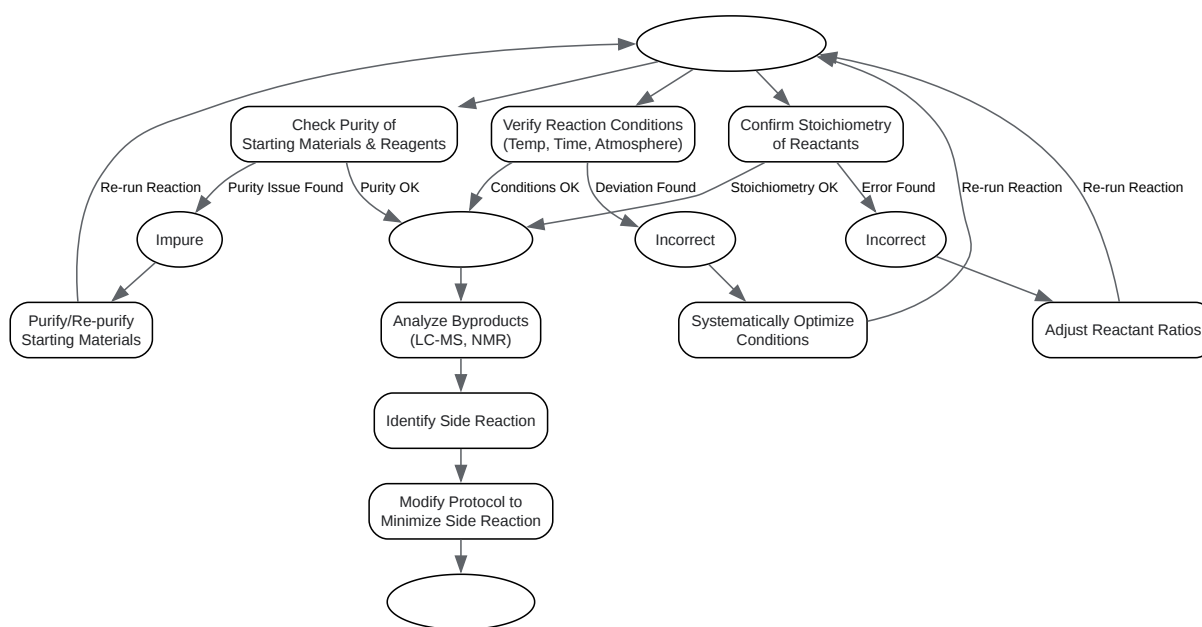 Check Purity of
Starting Materials & Reagents
Verify Reaction Conditions
(Temp, Time, Atmosphere)
Confirm Stoichiometry
of Reactants
Re-run Reaction
Purity Issue Found
Purity OK
Conditions OK
Deviation Found
Stoichiometry OK
Error Found
Re-run Reaction
Re-run Reaction
Impure
Incorrect
Incorrect
Purify/Re-purify
Starting Materials
Analyze Byproducts
(LC-MS, NMR)
Systematically Optimize
Conditions
Adjust Reactant Ratios
Identify Side Reaction
Modify Protocol to
Minimize Side Reaction